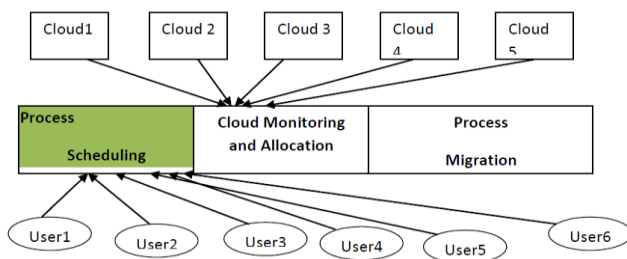 Cloud1
Cloud 2
Cloud 3
Cloud 4
Cloud 5
Process
Scheduling
Cloud Monitoring
and Allocation
Process
Migration
User1
User2
User3
User4
User5
User6